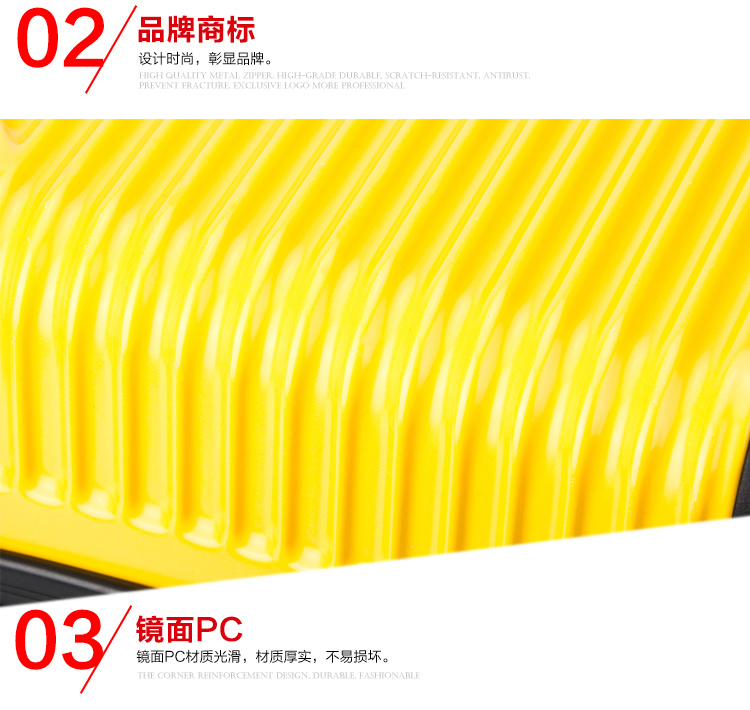 02
品牌商标
设计时尚，彰显品牌。
HIGH QUALITY METAL ZIPPER. HIGH-GRADE DURABLE, SCRATCH-RESISTANT, ANTIRUST.
PREVENT FRACTURE. EXCLUSIVE LOGO MORE PROFESSIONAL
03
镜面PC
镜面PC材质光滑，材质厚实，不易损坏。
THE CORNER REINFORCEMENT DESIGN. DURABLE. FASHIONABLE